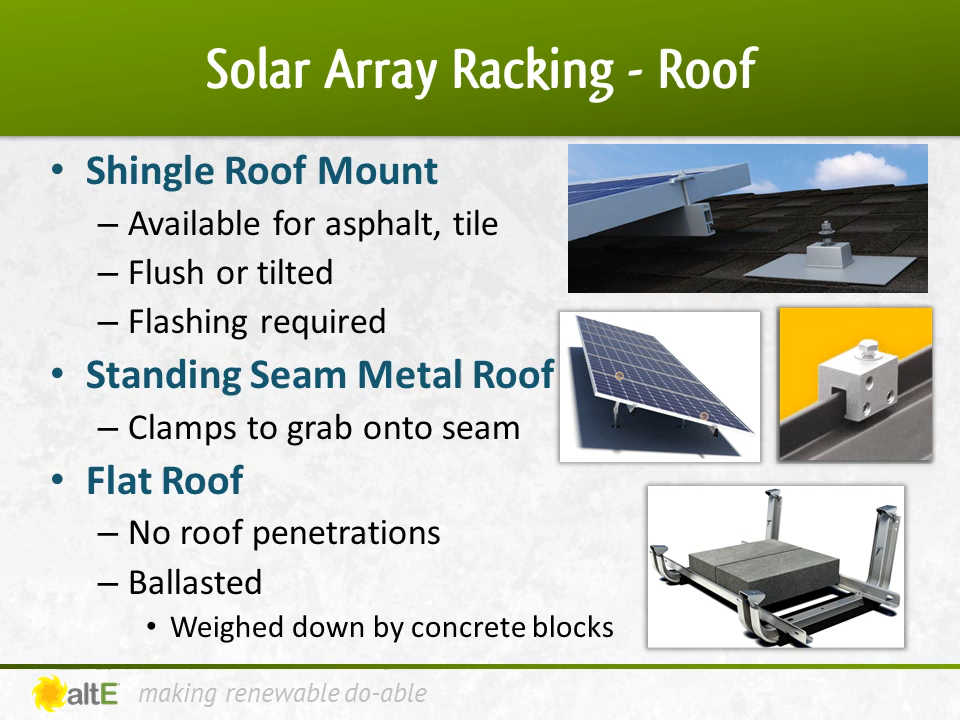 Solar Array Racking - Roof
• Shingle Roof Mount
– Available for asphalt, tile
– Flush or tilted
– Flashing required
• Standing Seam Metal Roof
– Clamps to grab onto seam
• Flat Roof
– No roof penetrations
– Ballasted
• Weighed down by concrete blocks
altE making renewable do-able